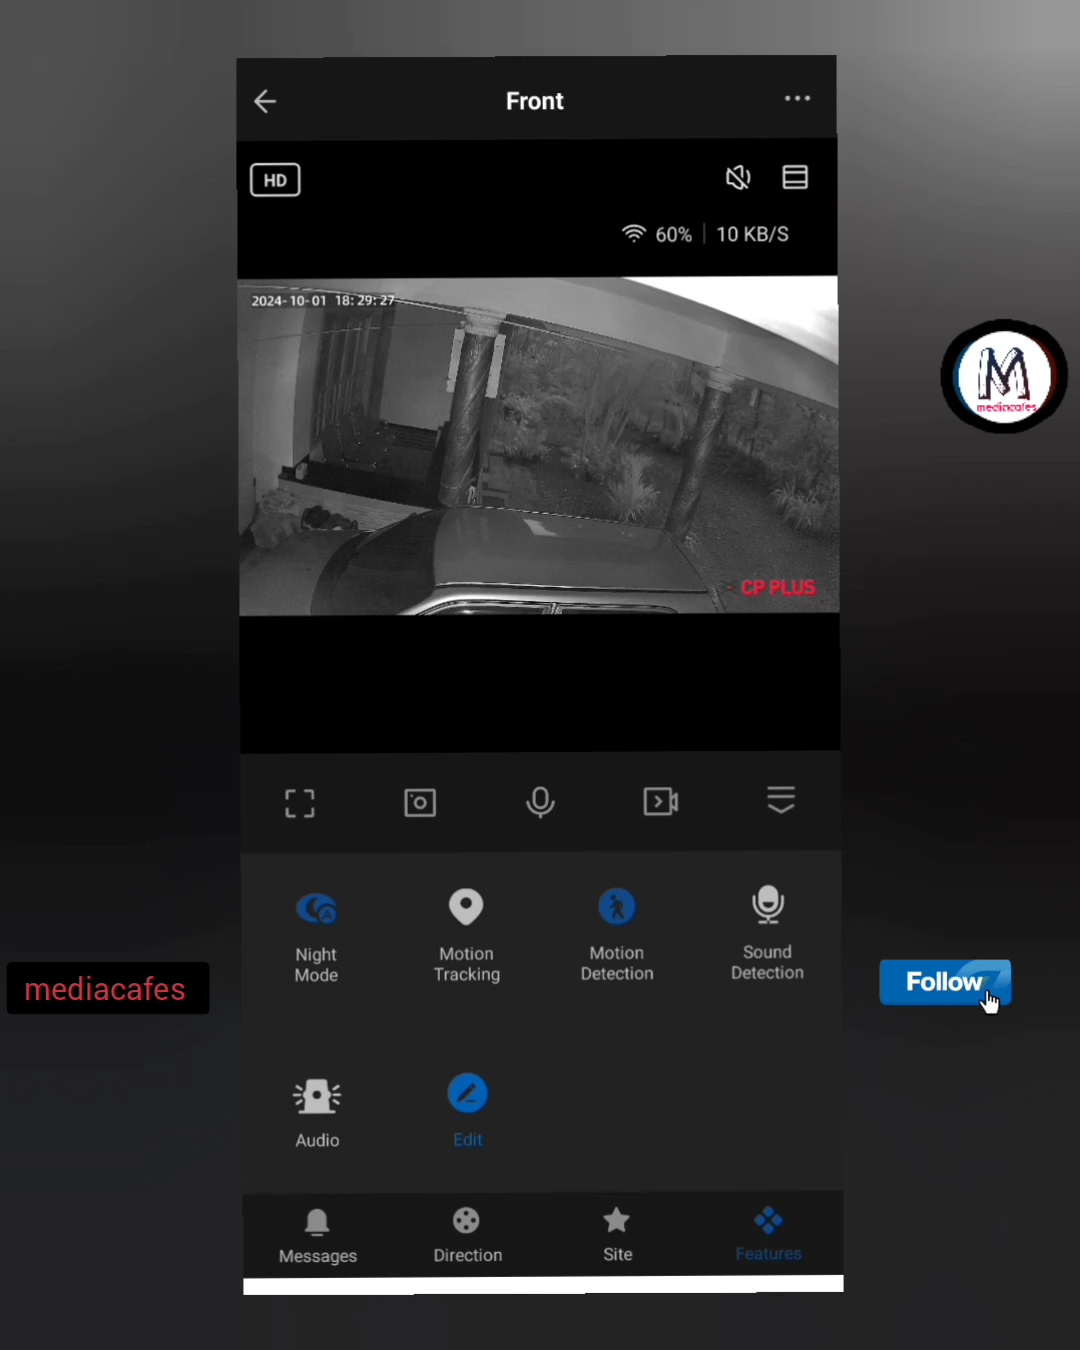 Front
HD
60% 10 KB/S
2024-10-01 18:29:27
M
mediacafes
CP PLUS
Night
Mode
Motion
Tracking
Motion
Detection
Sound
Detection
mediacafes
Follow
Audio
Edit
Messages
Direction
Site
Features